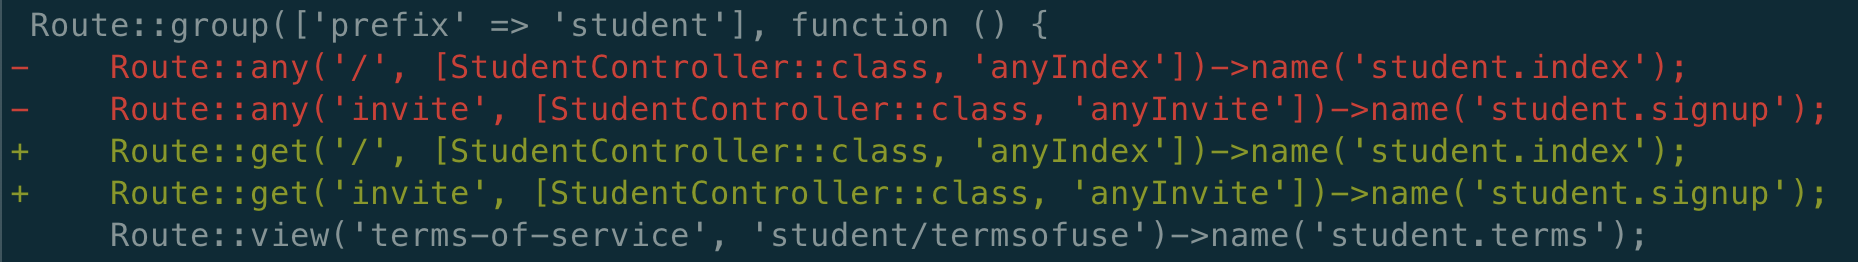 Route::group(['prefix' => 'student'], function () {
-    Route::any('/', [StudentController::class, 'anyIndex'])->name('student.index');
-    Route::any('invite', [StudentController::class, 'anyInvite'])->name('student.signup');
+    Route::get('/', [StudentController::class, 'anyIndex'])->name('student.index');
+    Route::get('invite', [StudentController::class, 'anyInvite'])->name('student.signup');
     Route::view('terms-of-service', 'student/termsofuse')->name('student.terms');